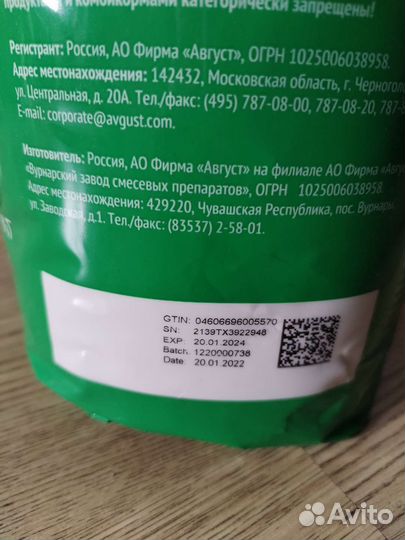 и комбикормами категорически запрещены!
Регистрант: Россия, АО Фирма «Август», ОГРН 1025006038958.
Адрес местонахождения: 142432, Московская область, г. Черноголо
ул. Центральная, д. 20А. Тел./факс: (495) 787-08-00, 787-08-20,
E-mail: corporate@avgust.com.
Изготовитель: Россия, АО Фирма «Август» на филиале АО Фирма «Авгу
«Вурнарский завод смесевых препаратов», ОГРН 1025006038958.
Адрес местонахождения: 429220, Чувашская Республика, пос. Вурнары,
ул. Заводская, д.1. Тел./факс: (83537) 2-58-01.
GTIN: 04606696005570
SN: 2139TX3922948
EXP: 20.01.2024
Batch: 1220000738
Date: 20.01.2022
Avito